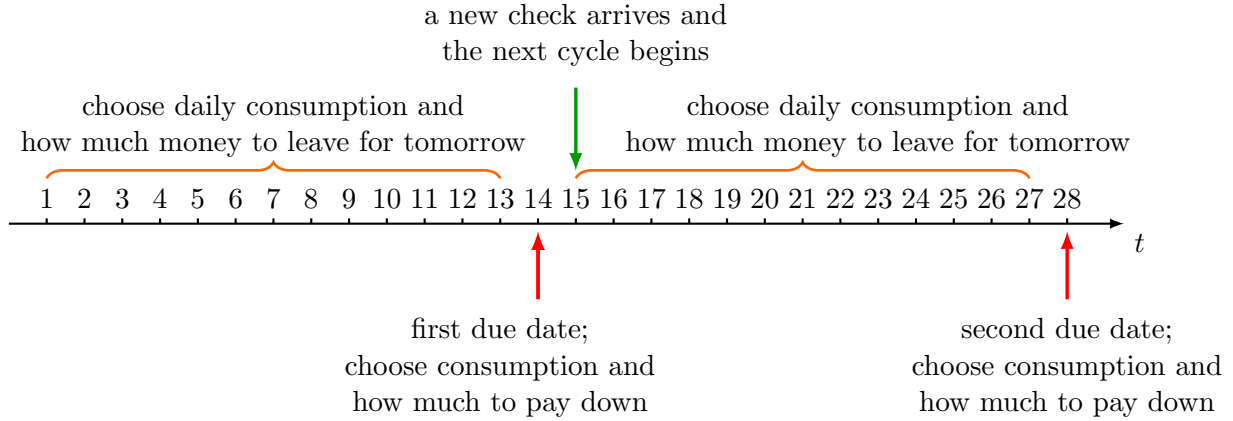 a new check arrives and
the next cycle begins
choose daily consumption and
how much money to leave for tomorrow
choose daily consumption and
how much money to leave for tomorrow
1 2 3 4 5 6 7 8 9 10 11 12 13 14 15 16 17 18 19 20 21 22 23 24 25 26 27 28
t
first due date;
choose consumption and
how much to pay down
second due date;
choose consumption and
how much to pay down